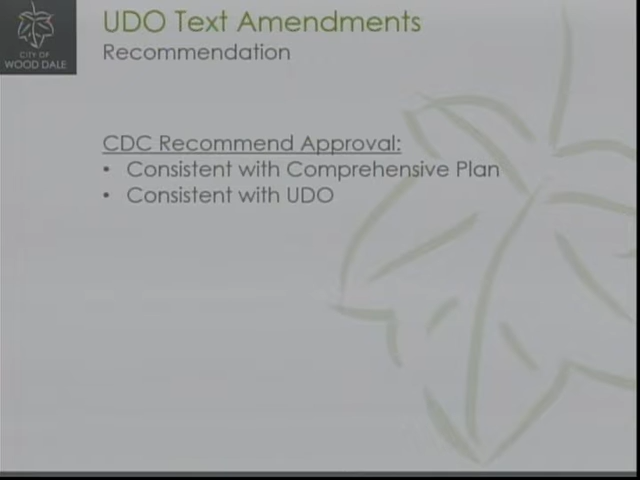 UDO Text Amendments
Recommendation
CITY OF
WOOD DALE
CDC Recommend Approval:
• Consistent with Comprehensive Plan
• Consistent with UDO